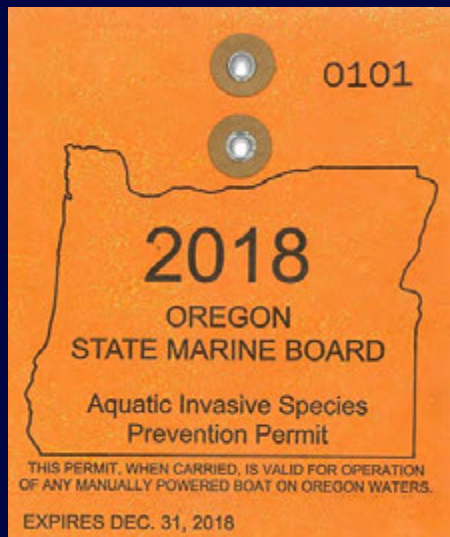 0101
2018
OREGON
STATE MARINE BOARD
Aquatic Invasive Species
Prevention Permit
THIS PERMIT, WHEN CARRIED, IS VALID FOR OPERATION
OF ANY MANUALLY POWERED BOAT ON OREGON WATERS.
EXPIRES DEC. 31, 2018